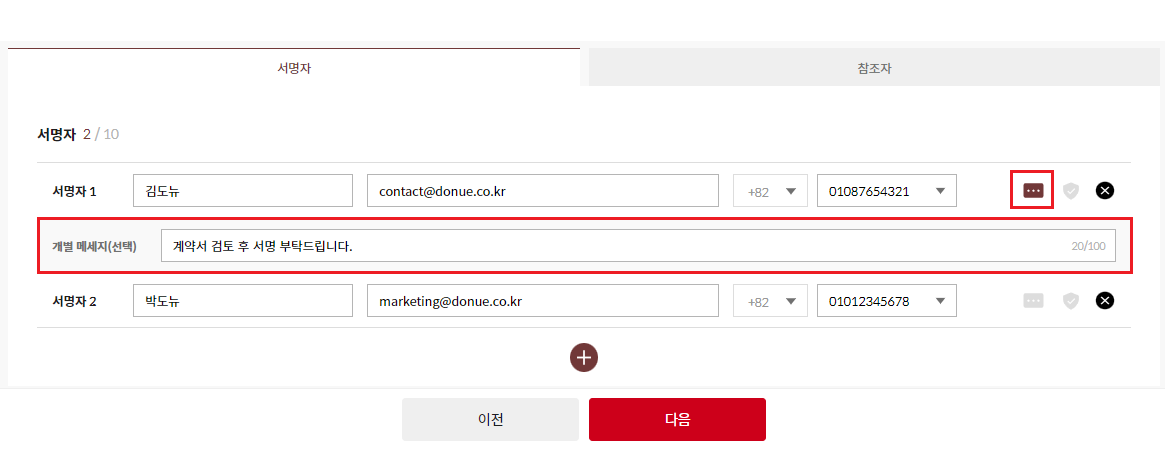 서명자 참조자
서명자 2 / 10
서명자 1 김도뉴 contact@donue.co.kr +82 01087654321
개별 메세지(선택) 계약서 검토 후 서명 부탁드립니다. 20/100
서명자 2 박도뉴 marketing@donue.co.kr +82 01012345678
이전 다음